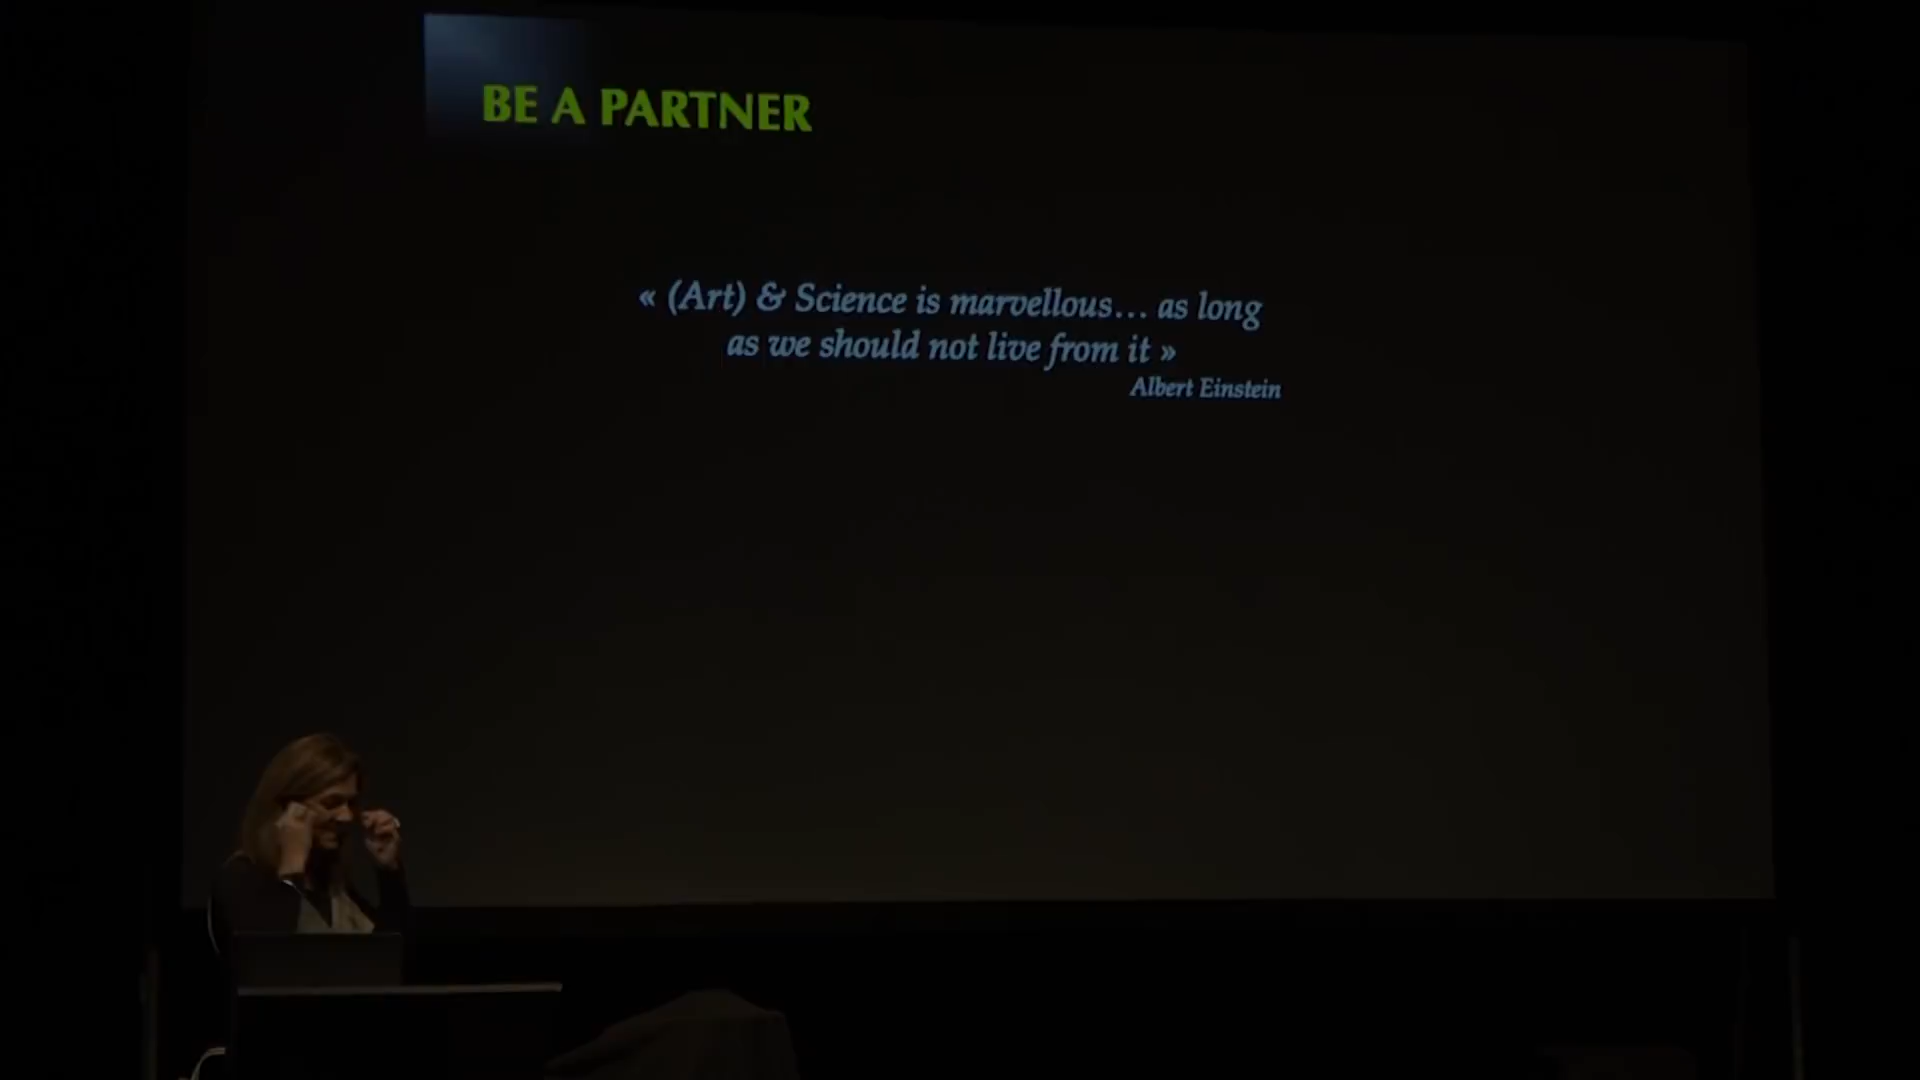 BE A PARTNER
« (Art) & Science is marvellous... as long
as we should not live from it »
Albert Einstein